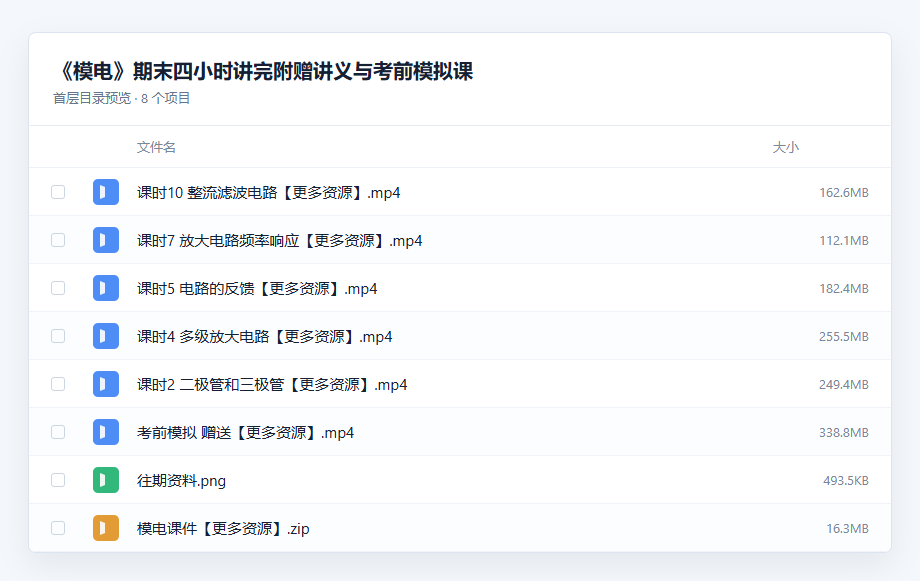 《模电》期末四小时讲完附赠讲义与考前模拟课
首层目录预览 · 8 个项目
文件名 大小
课时10 整流滤波电路【更多资源】.mp4 162.6MB
课时7 放大电路频率响应【更多资源】.mp4 112.1MB
课时5 电路的反馈【更多资源】.mp4 182.4MB
课时4 多级放大电路【更多资源】.mp4 255.5MB
课时2 二极管和三极管【更多资源】.mp4 249.4MB
考前模拟 赠送【更多资源】.mp4 338.8MB
往期资料.png 493.5KB
模电课件【更多资源】.zip 16.3MB